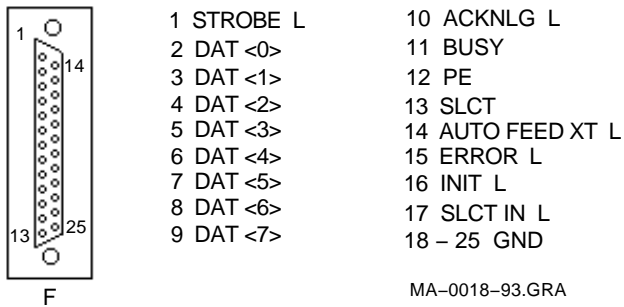 1
14
13
25
F
1 STROBE L
2 DAT <0>
3 DAT <1>
4 DAT <2>
5 DAT <3>
6 DAT <4>
7 DAT <5>
8 DAT <6>
9 DAT <7>
10 ACKNLG L
11 BUSY
12 PE
13 SLCT
14 AUTO FEED XT L
15 ERROR L
16 INIT L
17 SLCT IN L
18 – 25 GND
MA–0018–93.GRA